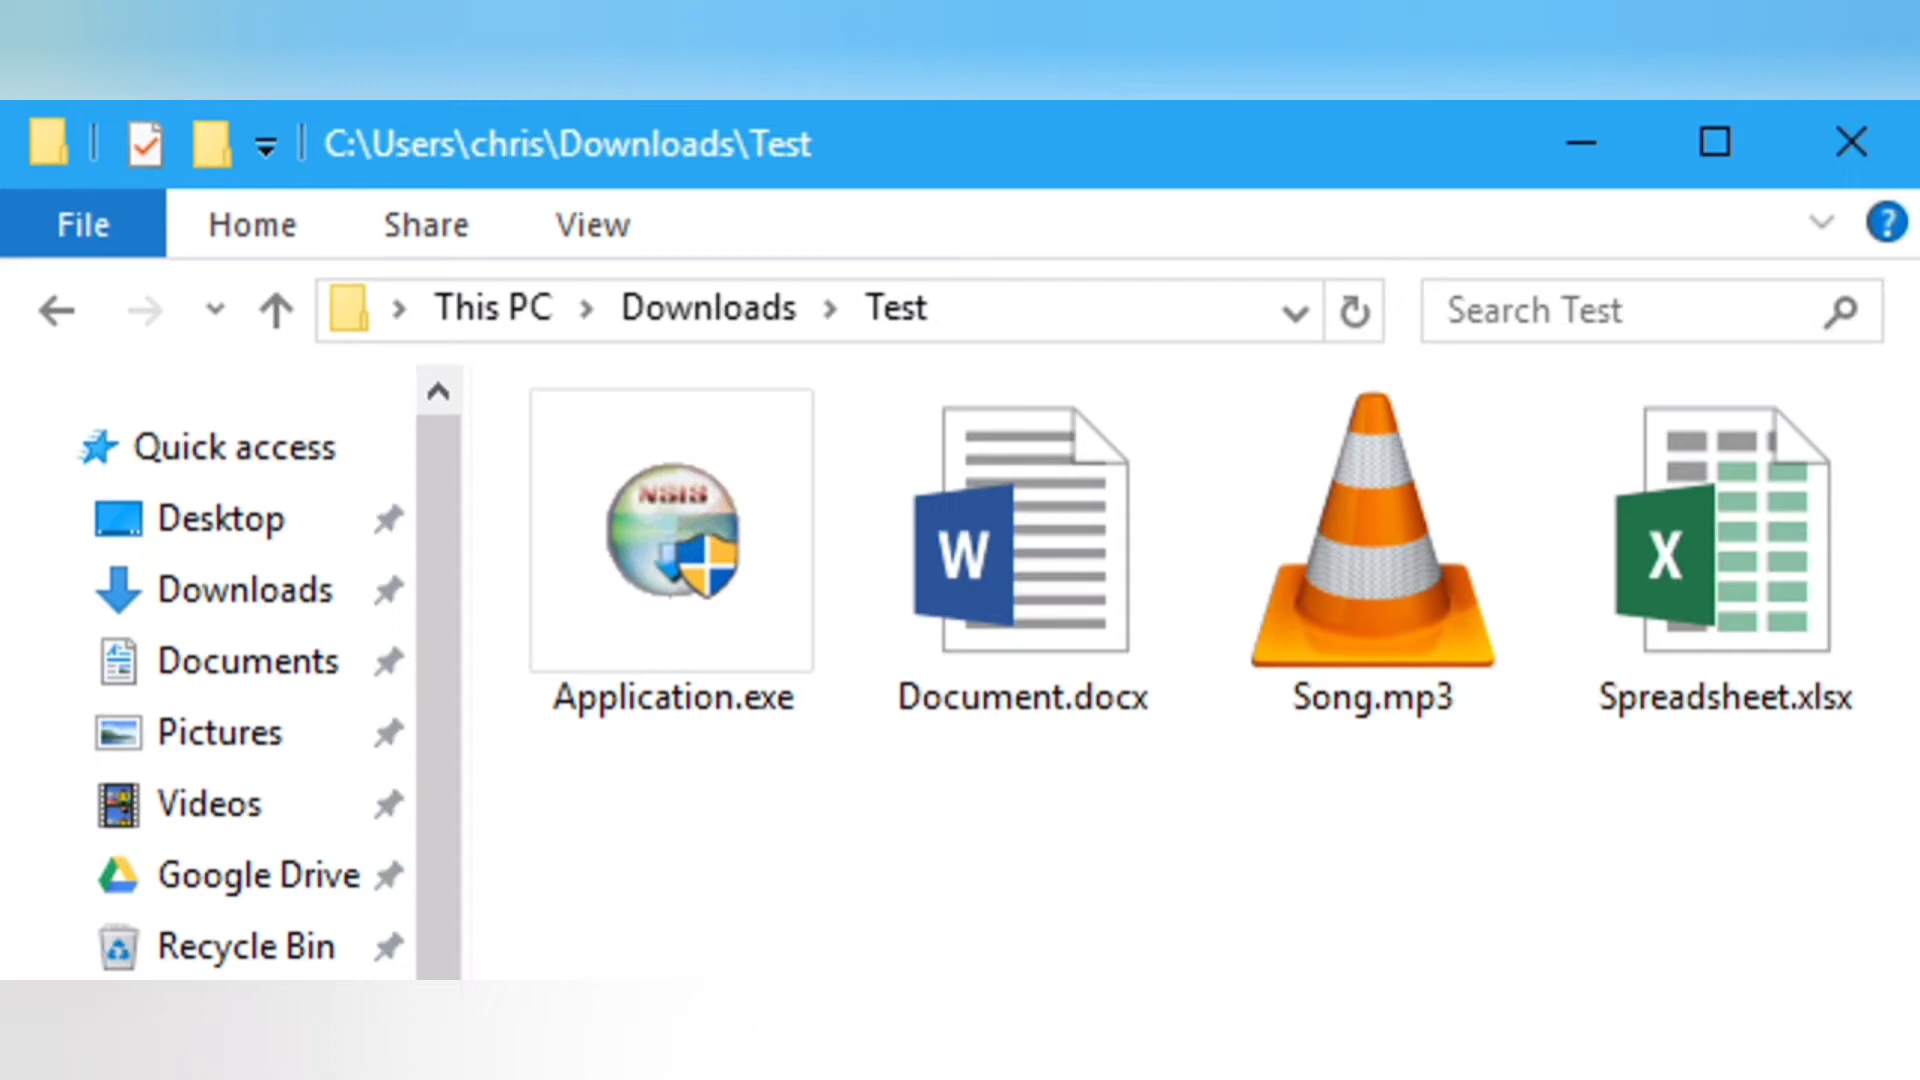 C:\Users\chris\Downloads\Test
File Home Share View ?
This PC > Downloads > Test
Search Test
Quick access
Desktop
Downloads
Documents
Pictures
Videos
Google Drive
Recycle Bin
NSIS
W
X
Application.exe Document.docx Song.mp3 Spreadsheet.xlsx